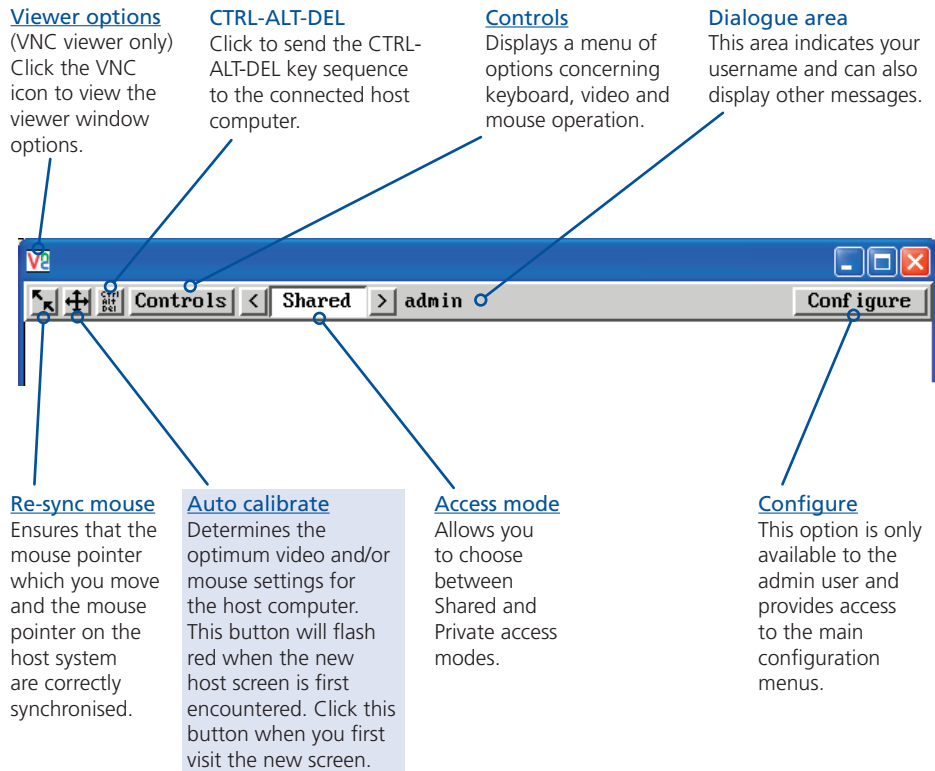 Viewer options
(VNC viewer only)
Click the VNC
icon to view the
viewer window
options.
CTRL-ALT-DEL
Click to send the CTRL-
ALT-DEL key sequence
to the connected host
computer.
Controls
Displays a menu of
options concerning
keyboard, video and
mouse operation.
Dialogue area
This area indicates your
username and can also
display other messages.
Ctrl
Alt
Del
Controls
<
Shared
>
admin
Configure
Re-sync mouse
Ensures that the
mouse pointer
which you move
and the mouse
pointer on the
host system
are correctly
synchronised.
Auto calibrate
Determines the
optimum video and/or
mouse settings for
the host computer.
This button will flash
red when the new
host screen is first
encountered. Click this
button when you first
visit the new screen.
Access mode
Allows you
to choose
between
Shared and
Private access
modes.
Configure
This option is only
available to the
admin user and
provides access
to the main
configuration
menus.